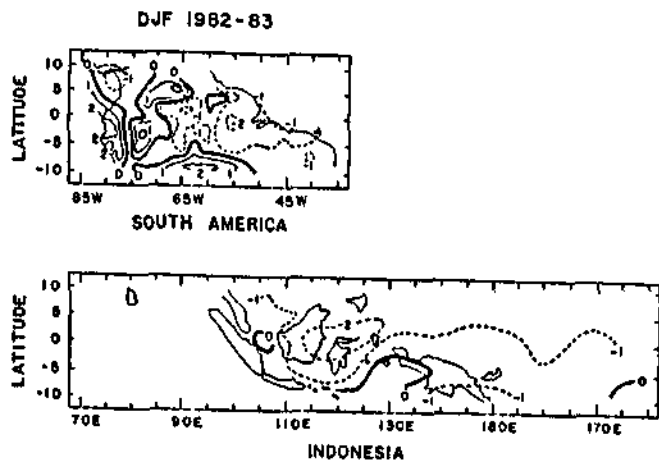 DJF 1982-83
LATITUDE
10
5
0
-5
-10
85W 65W 45W
SOUTH AMERICA
LATITUDE
10
5
0
-5
-10
70E 90E 110E 130E 150E 170E
INDONESIA